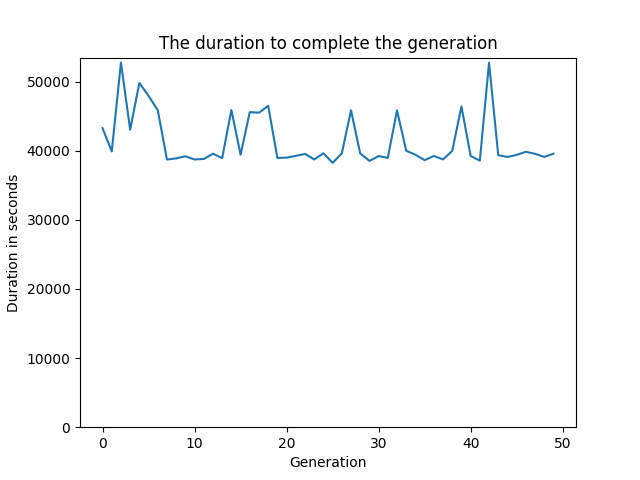 The duration to complete the generation
50000
40000
30000
20000
10000
0
Duration in seconds
0 10 20 30 40 50
Generation